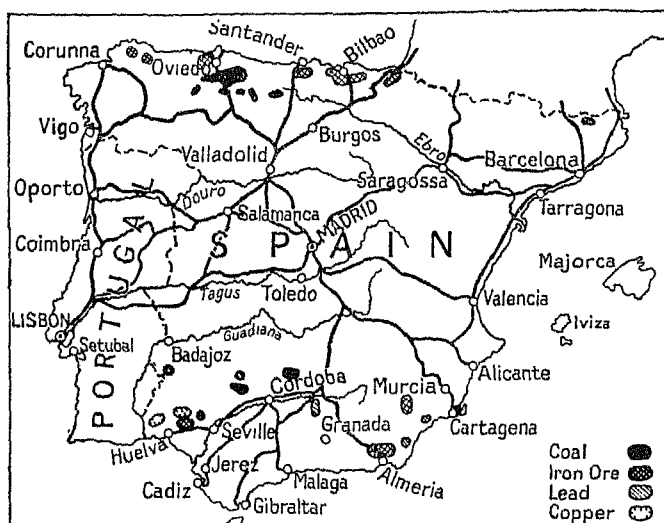 Santander
Corunna
Bilbao
Oviedo
Vigo
Burgos
Ebro
Valladolid
Barcelona
Oporto
Douro
Saragossa
Salamanca
Tarragona
MADRID
Coimbra
PORTUGAL
SPAIN
Majorca
Tagus
Toledo
Valencia
Iviza
LISBON
Setubal
Guadiana
Badajoz
Alicante
Cordoba
Murcia
Granada
Cartagena
Huelva
Seville
Jerez
Cadiz
Malaga
Almeria
Gibraltar
Coal
Iron Ore
Lead
Copper